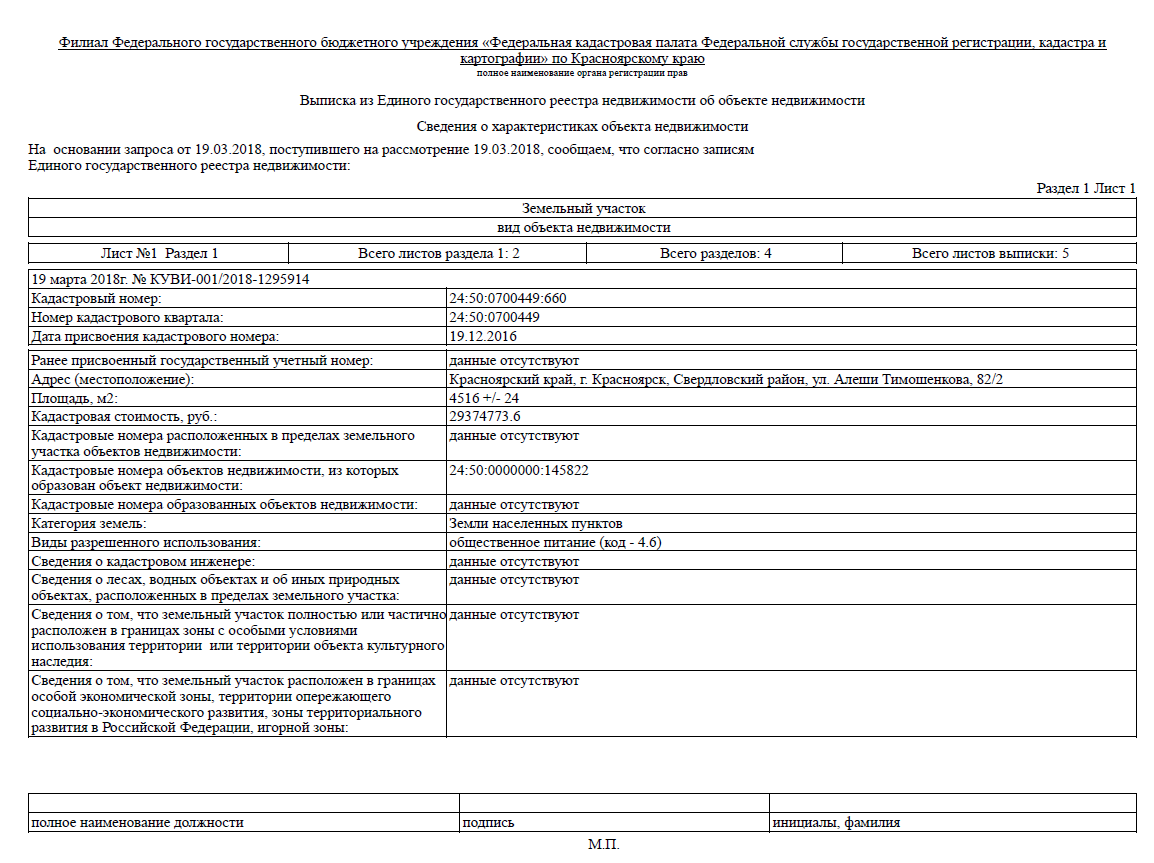 Филиал Федерального государственного бюджетного учреждения «Федеральная кадастровая палата Федеральной службы государственной регистрации, кадастра и
картографии» по Красноярскому краю
полное наименование органа регистрации прав
Выписка из Единого государственного реестра недвижимости об объекте недвижимости
Сведения о характеристиках объекта недвижимости
На основании запроса от 19.03.2018, поступившего на рассмотрение 19.03.2018, сообщаем, что согласно записям
Единого государственного реестра недвижимости:
Раздел 1 Лист 1
Земельный участок
вид объекта недвижимости
Лист №1 Раздел 1 Всего листов раздела 1: 2 Всего разделов: 4 Всего листов выписки: 5
19 марта 2018г. № КУВИ-001/2018-1295914
Кадастровый номер: 24:50:0700449:660
Номер кадастрового квартала: 24:50:0700449
Дата присвоения кадастрового номера: 19.12.2016
Ранее присвоенный государственный учетный номер: данные отсутствуют
Адрес (местоположение): Красноярский край, г. Красноярск, Свердловский район, ул. Алеши Тимошенкова, 82/2
Площадь, м2: 4516 +/- 24
Кадастровая стоимость, руб.: 29374773.6
Кадастровые номера расположенных в пределах земельного данные отсутствуют
участка объектов недвижимости:
Кадастровые номера объектов недвижимости, из которых 24:50:0000000:145822
образован объект недвижимости:
Кадастровые номера образованных объектов недвижимости: данные отсутствуют
Категория земель: Земли населенных пунктов
Виды разрешенного использования: общественное питание (код - 4.6)
Сведения о кадастровом инженере: данные отсутствуют
Сведения о лесах, водных объектах и об иных природных данные отсутствуют
объектах, расположенных в пределах земельного участка:
Сведения о том, что земельный участок полностью или частично данные отсутствуют
расположен в границах зоны с особыми условиями
использования территории или территории объекта культурного
наследия:
Сведения о том, что земельный участок расположен в границах данные отсутствуют
особой экономической зоны, территории опережающего
социально-экономического развития, зоны территориального
развития в Российской Федерации, игорной зоны:
полное наименование должности подпись инициалы, фамилия
М.П.